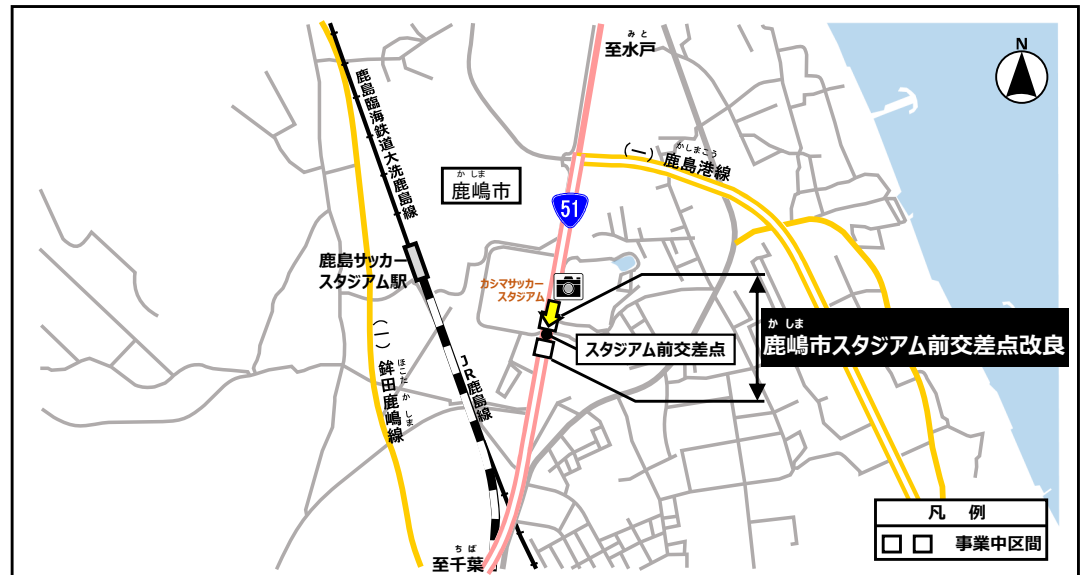 みと
至水戸
N
鹿島臨海鉄道大洗鹿島線
かしまこう
(一)鹿島港線
かしま
鹿嶋市
51
鹿島サッカー
スタジアム駅
カシマサッカー
スタジアム
スタジアム前交差点
かしま
鹿嶋市スタジアム前交差点改良
(一)鉾田鹿嶋線
ほこたかしま
JR鹿島線
凡 例
事業中区間
ちば
至千葉